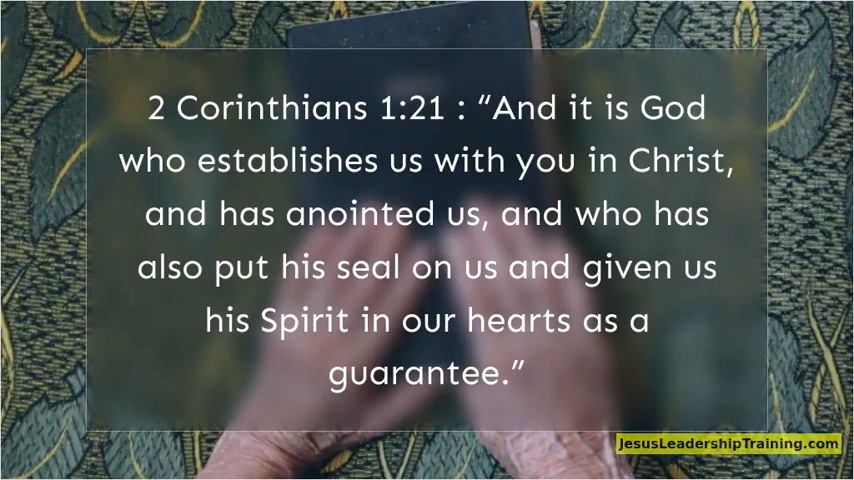 2 Corinthians 1:21 : “And it is God
who establishes us with you in Christ,
and has anointed us, and who has
also put his seal on us and given us
his Spirit in our hearts as a
guarantee.”
JesusLeadershipTraining.com